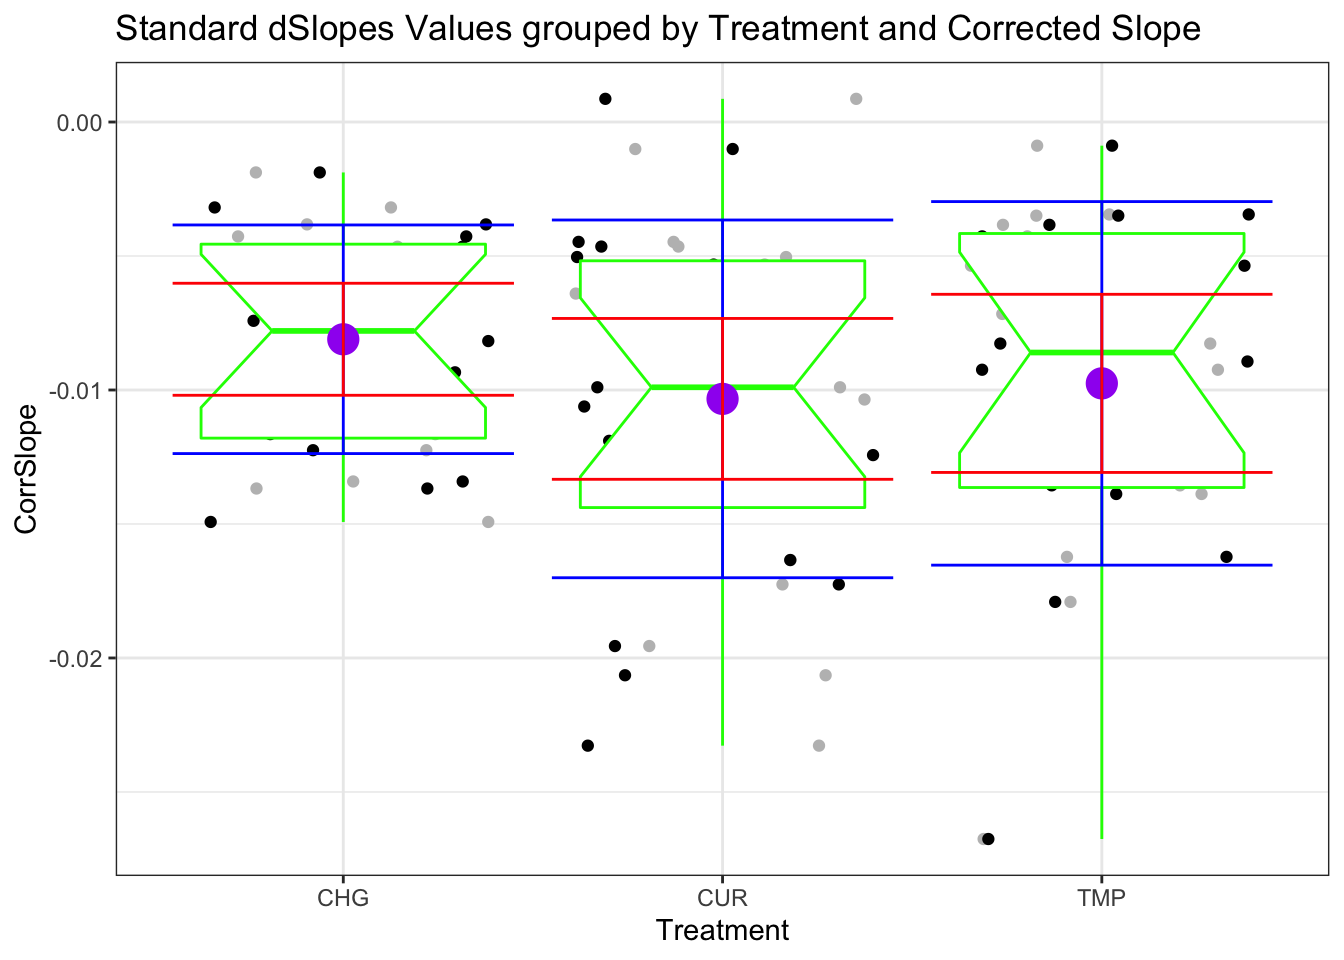 Standard dSlopes Values grouped by Treatment and Corrected Slope
CorrSlope
0.00
-0.01
-0.02
CHG
CUR
TMP
Treatment